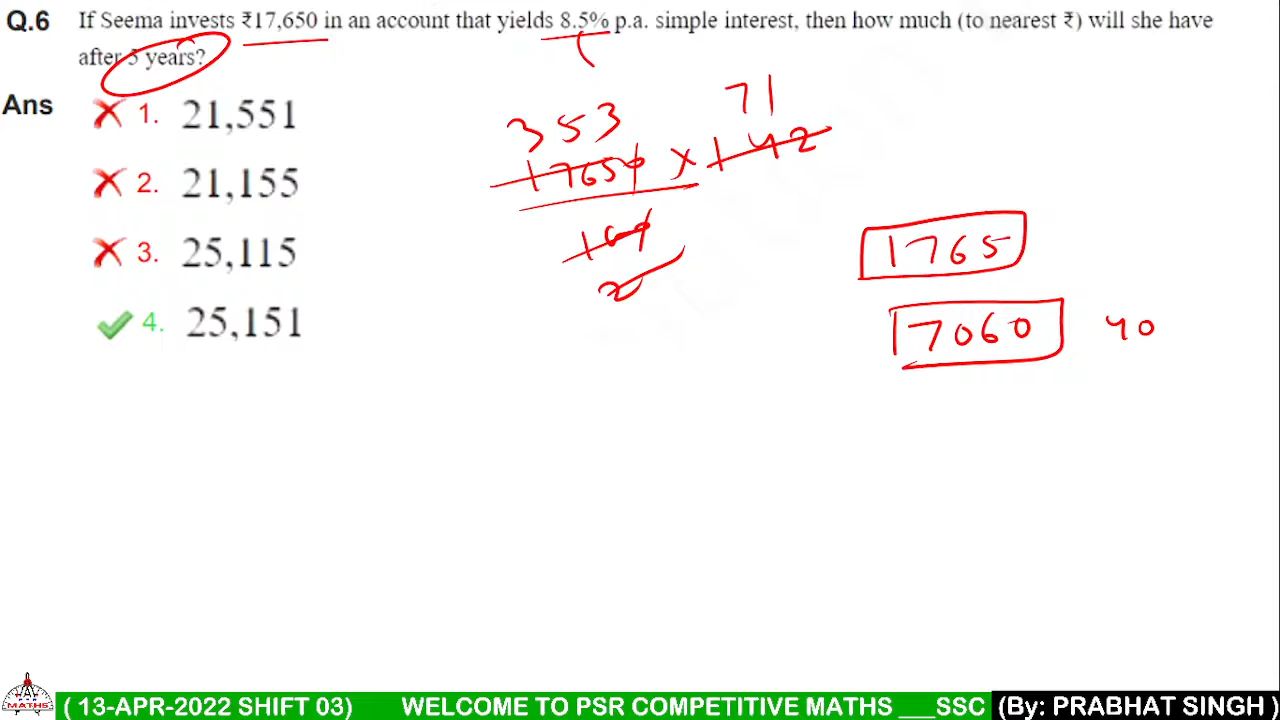 Q.6 If Seema invests ₹17,650 in an account that yields 8.5% p.a. simple interest, then how much (to nearest ₹) will she have
after 5 years?
Ans
1. 21,551
2. 21,155
3. 25,115
4. 25,151
353 71
17650 x 142
100
1765
7060 40
MATHS
( 13-APR-2022 SHIFT 03) WELCOME TO PSR COMPETITIVE MATHS ___SSC (By: PRABHAT SINGH )